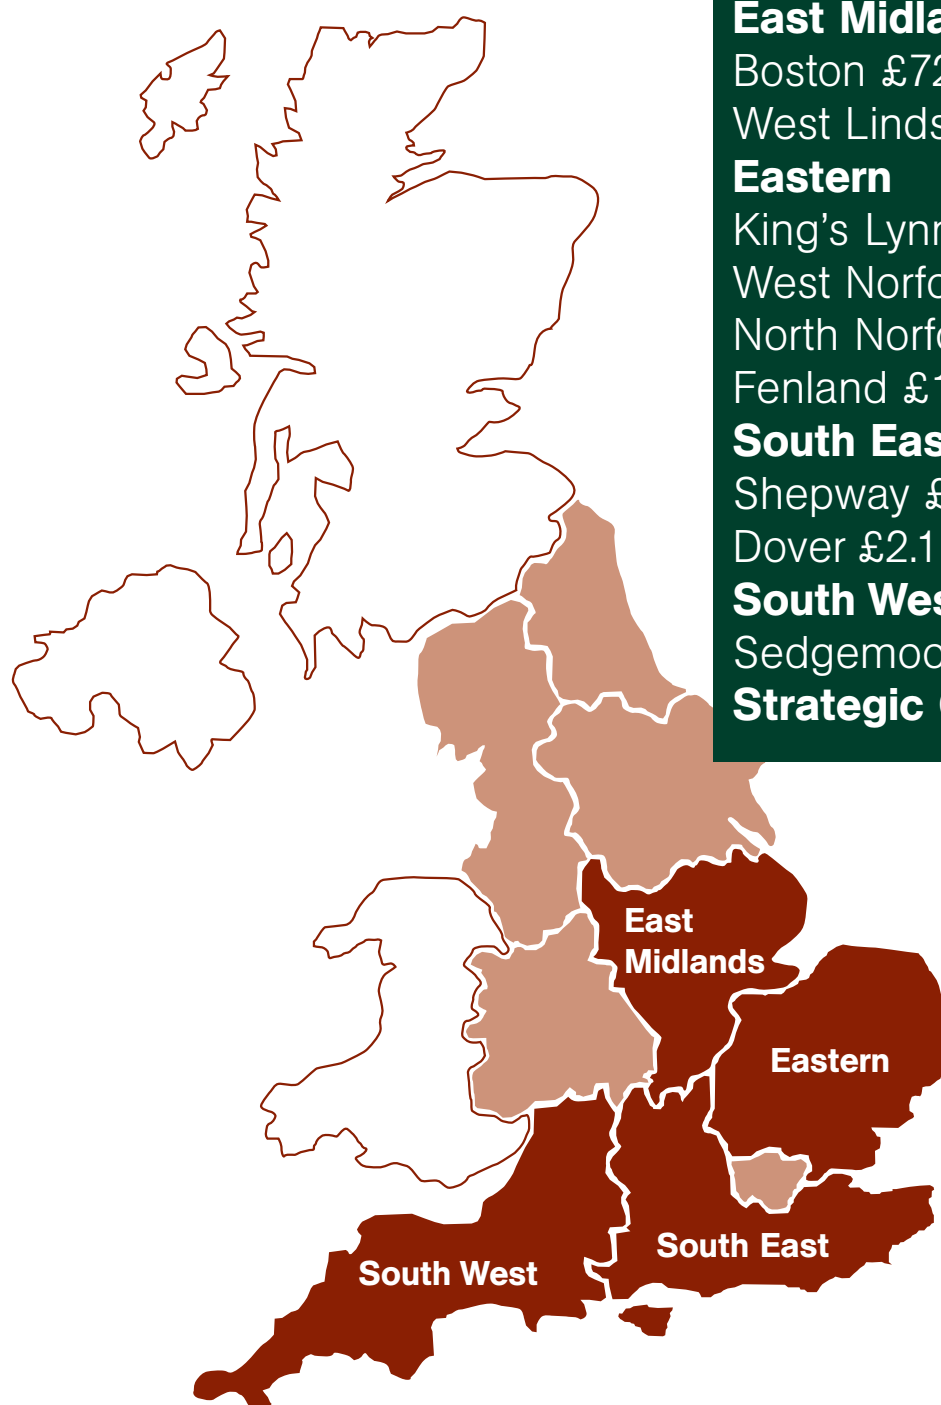 East Midla
Boston £72
West Linds
Eastern
King's Lynn
West Norfo
North Norfo
Fenland £1
South Eas
Shepway £
Dover £2.1
South Wes
Sedgemoo
Strategic
East
Midlands
Eastern
South East
South West